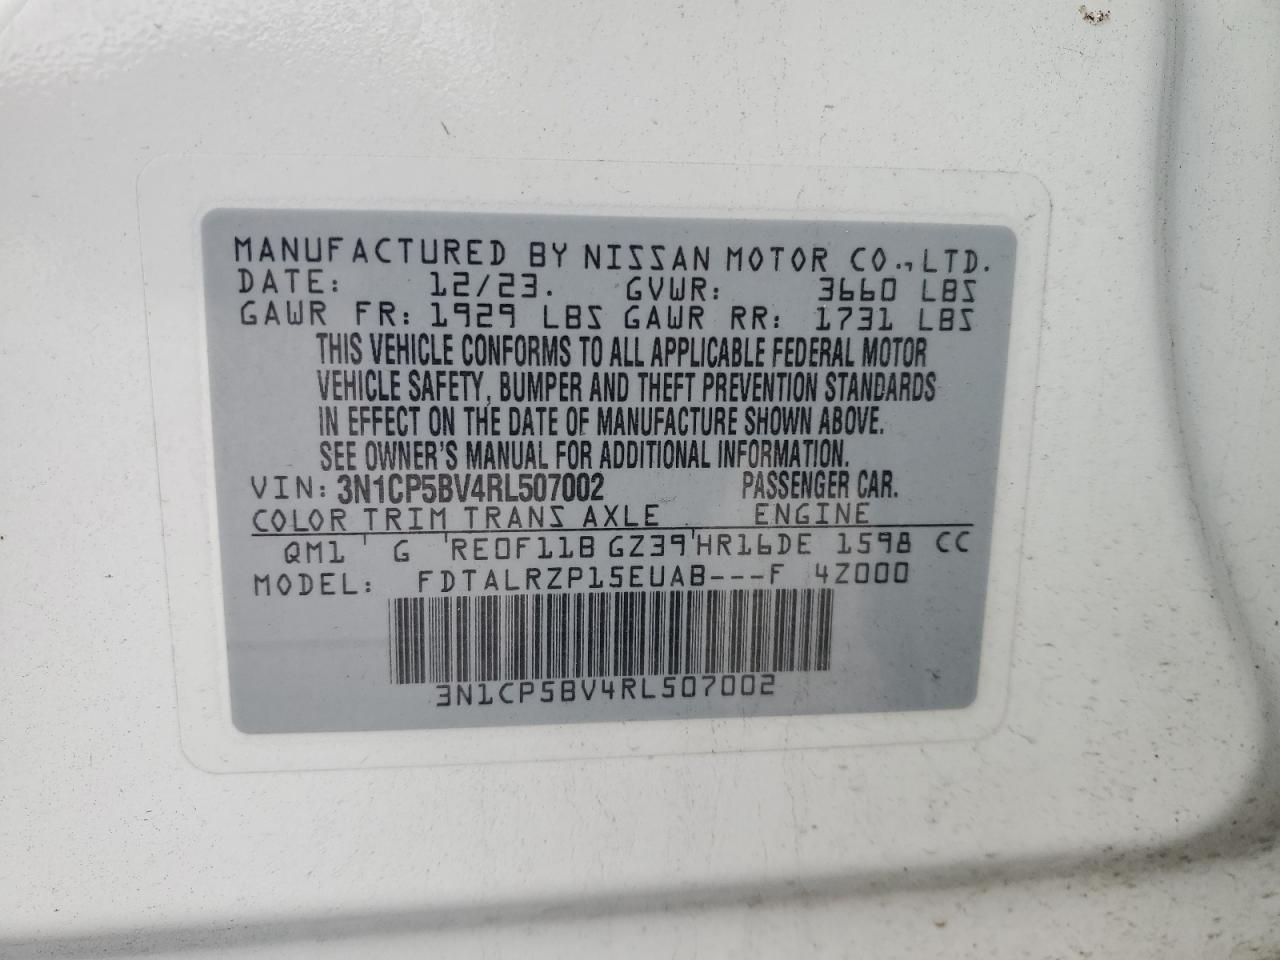 MANUFACTURED BY NISSAN MOTOR CO., LTD.
DATE: 12/23. GVWR: 3660 LBS
GAWR FR: 1929 LBS GAWR RR: 1731 LBS
THIS VEHICLE CONFORMS TO ALL APPLICABLE FEDERAL MOTOR
VEHICLE SAFETY, BUMPER AND THEFT PREVENTION STANDARDS
IN EFFECT ON THE DATE OF MANUFACTURE SHOWN ABOVE.
SEE OWNER'S MANUAL FOR ADDITIONAL INFORMATION.
VIN: 3N1CP5BV4RL507002 PASSENGER CAR.
COLOR TRIM TRANS AXLE ENGINE
QM1 G RE0F11B GZ39 HR16DE 1598 CC
MODEL: FDTALRZP15EUAB---F 4Z000
3N1CP5BV4RL507002